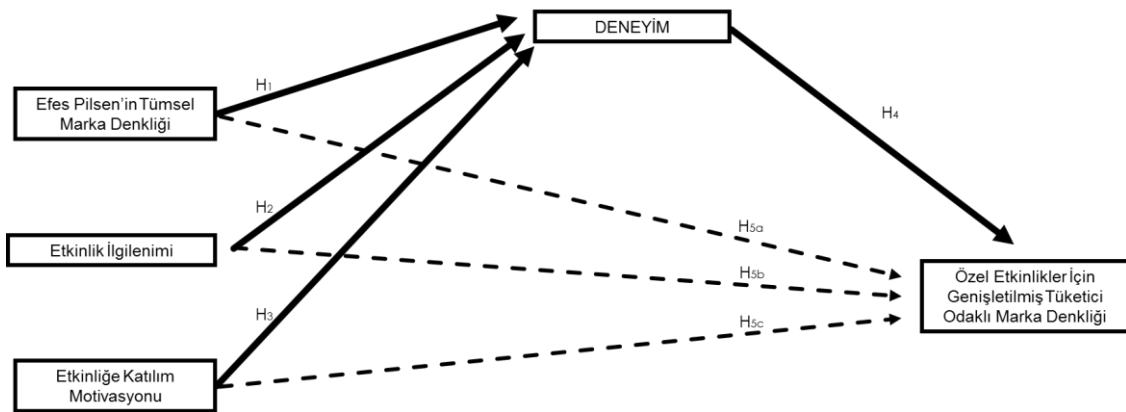 DENEYİM
H1
Efes Pilsen’in Tümsel
Marka Denkliği
H4
H2
H5a
Etkinlik İlgilenimi
H5b
Özel Etkinlikler İçin
Genişletilmiş Tüketici
Odaklı Marka Denkliği
H3
H5c
Etkinliğe Katılım
Motivasyonu